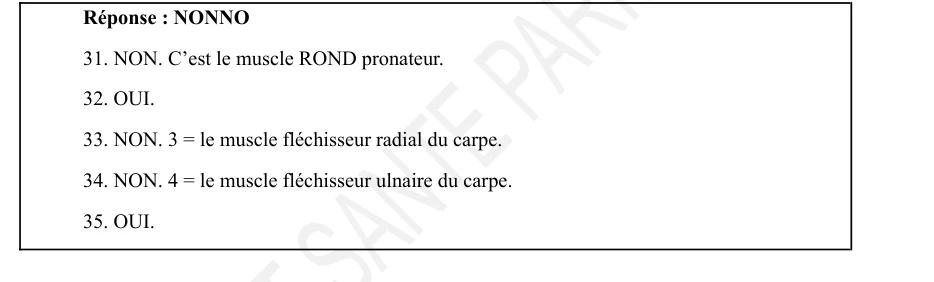 Réponse : NONNO
31. NON. C’est le muscle ROND pronateur.
32. OUI.
33. NON. 3 = le muscle fléchisseur radial du carpe.
34. NON. 4 = le muscle fléchisseur ulnaire du carpe.
35. OUI.
SANTE